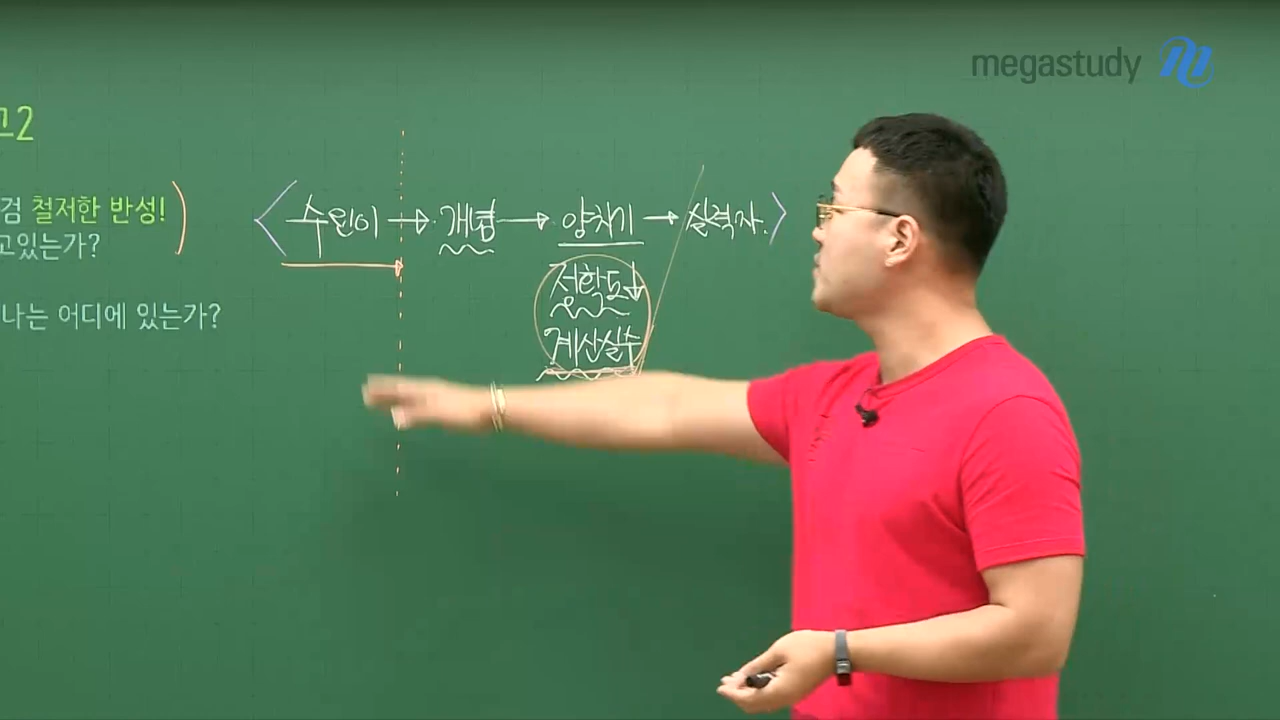 megastudy
고2
검 철저한 반성!)
고있는가?
나는 어디에 있는가?
<수린이 → 개념 → 양치기 → 실력자.>
정확도↓
계산실수